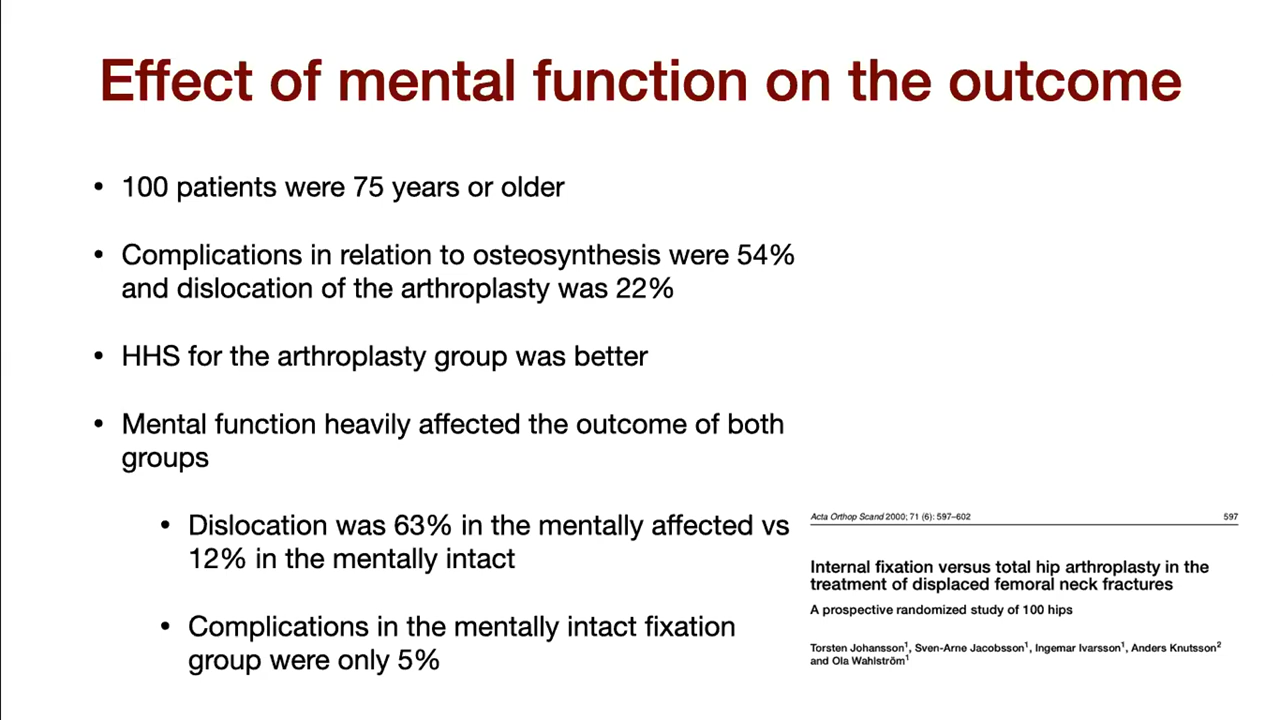 Effect of mental function on the outcome
• 100 patients were 75 years or older
• Complications in relation to osteosynthesis were 54%
and dislocation of the arthroplasty was 22%
• HHS for the arthroplasty group was better
• Mental function heavily affected the outcome of both
groups
• Dislocation was 63% in the mentally affected vs
12% in the mentally intact
• Complications in the mentally intact fixation
group were only 5%
Acta Orthop Scand 2000; 71 (6): 597–602 597
Internal fixation versus total hip arthroplasty in the
treatment of displaced femoral neck fractures
A prospective randomized study of 100 hips
Torsten Johansson1, Sven-Arne Jacobsson1, Ingemar Ivarsson1, Anders Knutsson2
and Ola Wahlström1